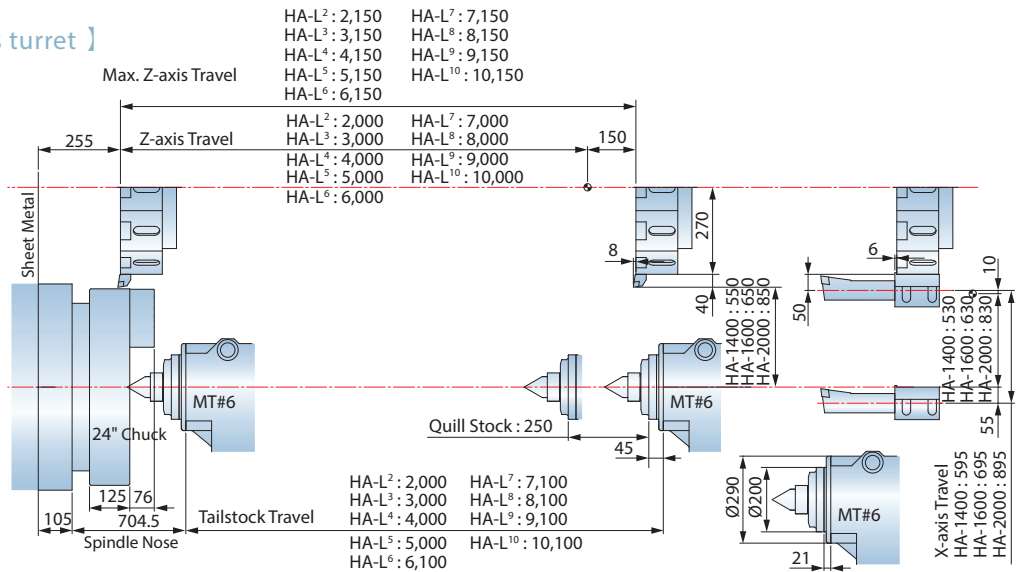 s turret 】
HA-L² : 2,150 HA-L⁷ : 7,150
HA-L³ : 3,150 HA-L⁸ : 8,150
HA-L⁴ : 4,150 HA-L⁹ : 9,150
Max. Z-axis Travel
HA-L⁵ : 5,150 HA-L¹⁰ : 10,150
HA-L⁶ : 6,150
255
Z-axis Travel
HA-L² : 2,000 HA-L⁷ : 7,000
HA-L³ : 3,000 HA-L⁸ : 8,000
HA-L⁴ : 4,000 HA-L⁹ : 9,000
HA-L⁵ : 5,000 HA-L¹⁰ : 10,000
HA-L⁶ : 6,000
150
Sheet Metal
270
8
40
HA-1400 : 550
HA-1600 : 650
HA-2000 : 850
6
50
10
HA-1400 : 530
HA-1600 : 630
HA-2000 : 830
55
MT#6
24" Chuck
MT#6
Quill Stock : 250
45
125
76
105
704.5
Spindle Nose
Tailstock Travel
HA-L² : 2,000 HA-L⁷ : 7,100
HA-L³ : 3,000 HA-L⁸ : 8,100
HA-L⁴ : 4,000 HA-L⁹ : 9,100
HA-L⁵ : 5,000 HA-L¹⁰ : 10,100
HA-L⁶ : 6,100
Ø290
Ø200
MT#6
21
X-axis Travel
HA-1400 : 595
HA-1600 : 695
HA-2000 : 895